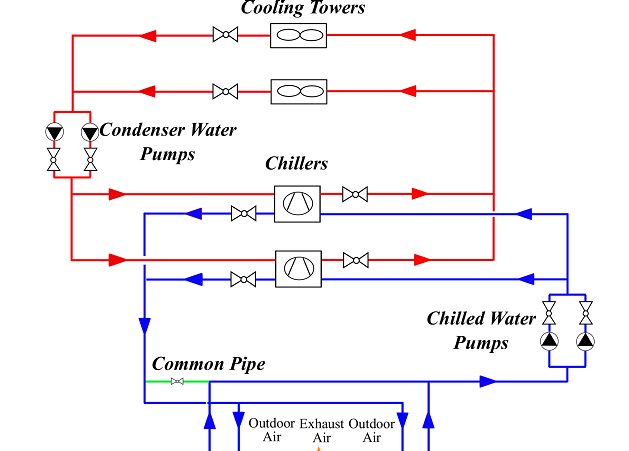 Cooling Towers
Condenser Water
Pumps
Chillers
Chilled Water
Pumps
Common Pipe
Outdoor Air
Exhaust Air
Outdoor Air